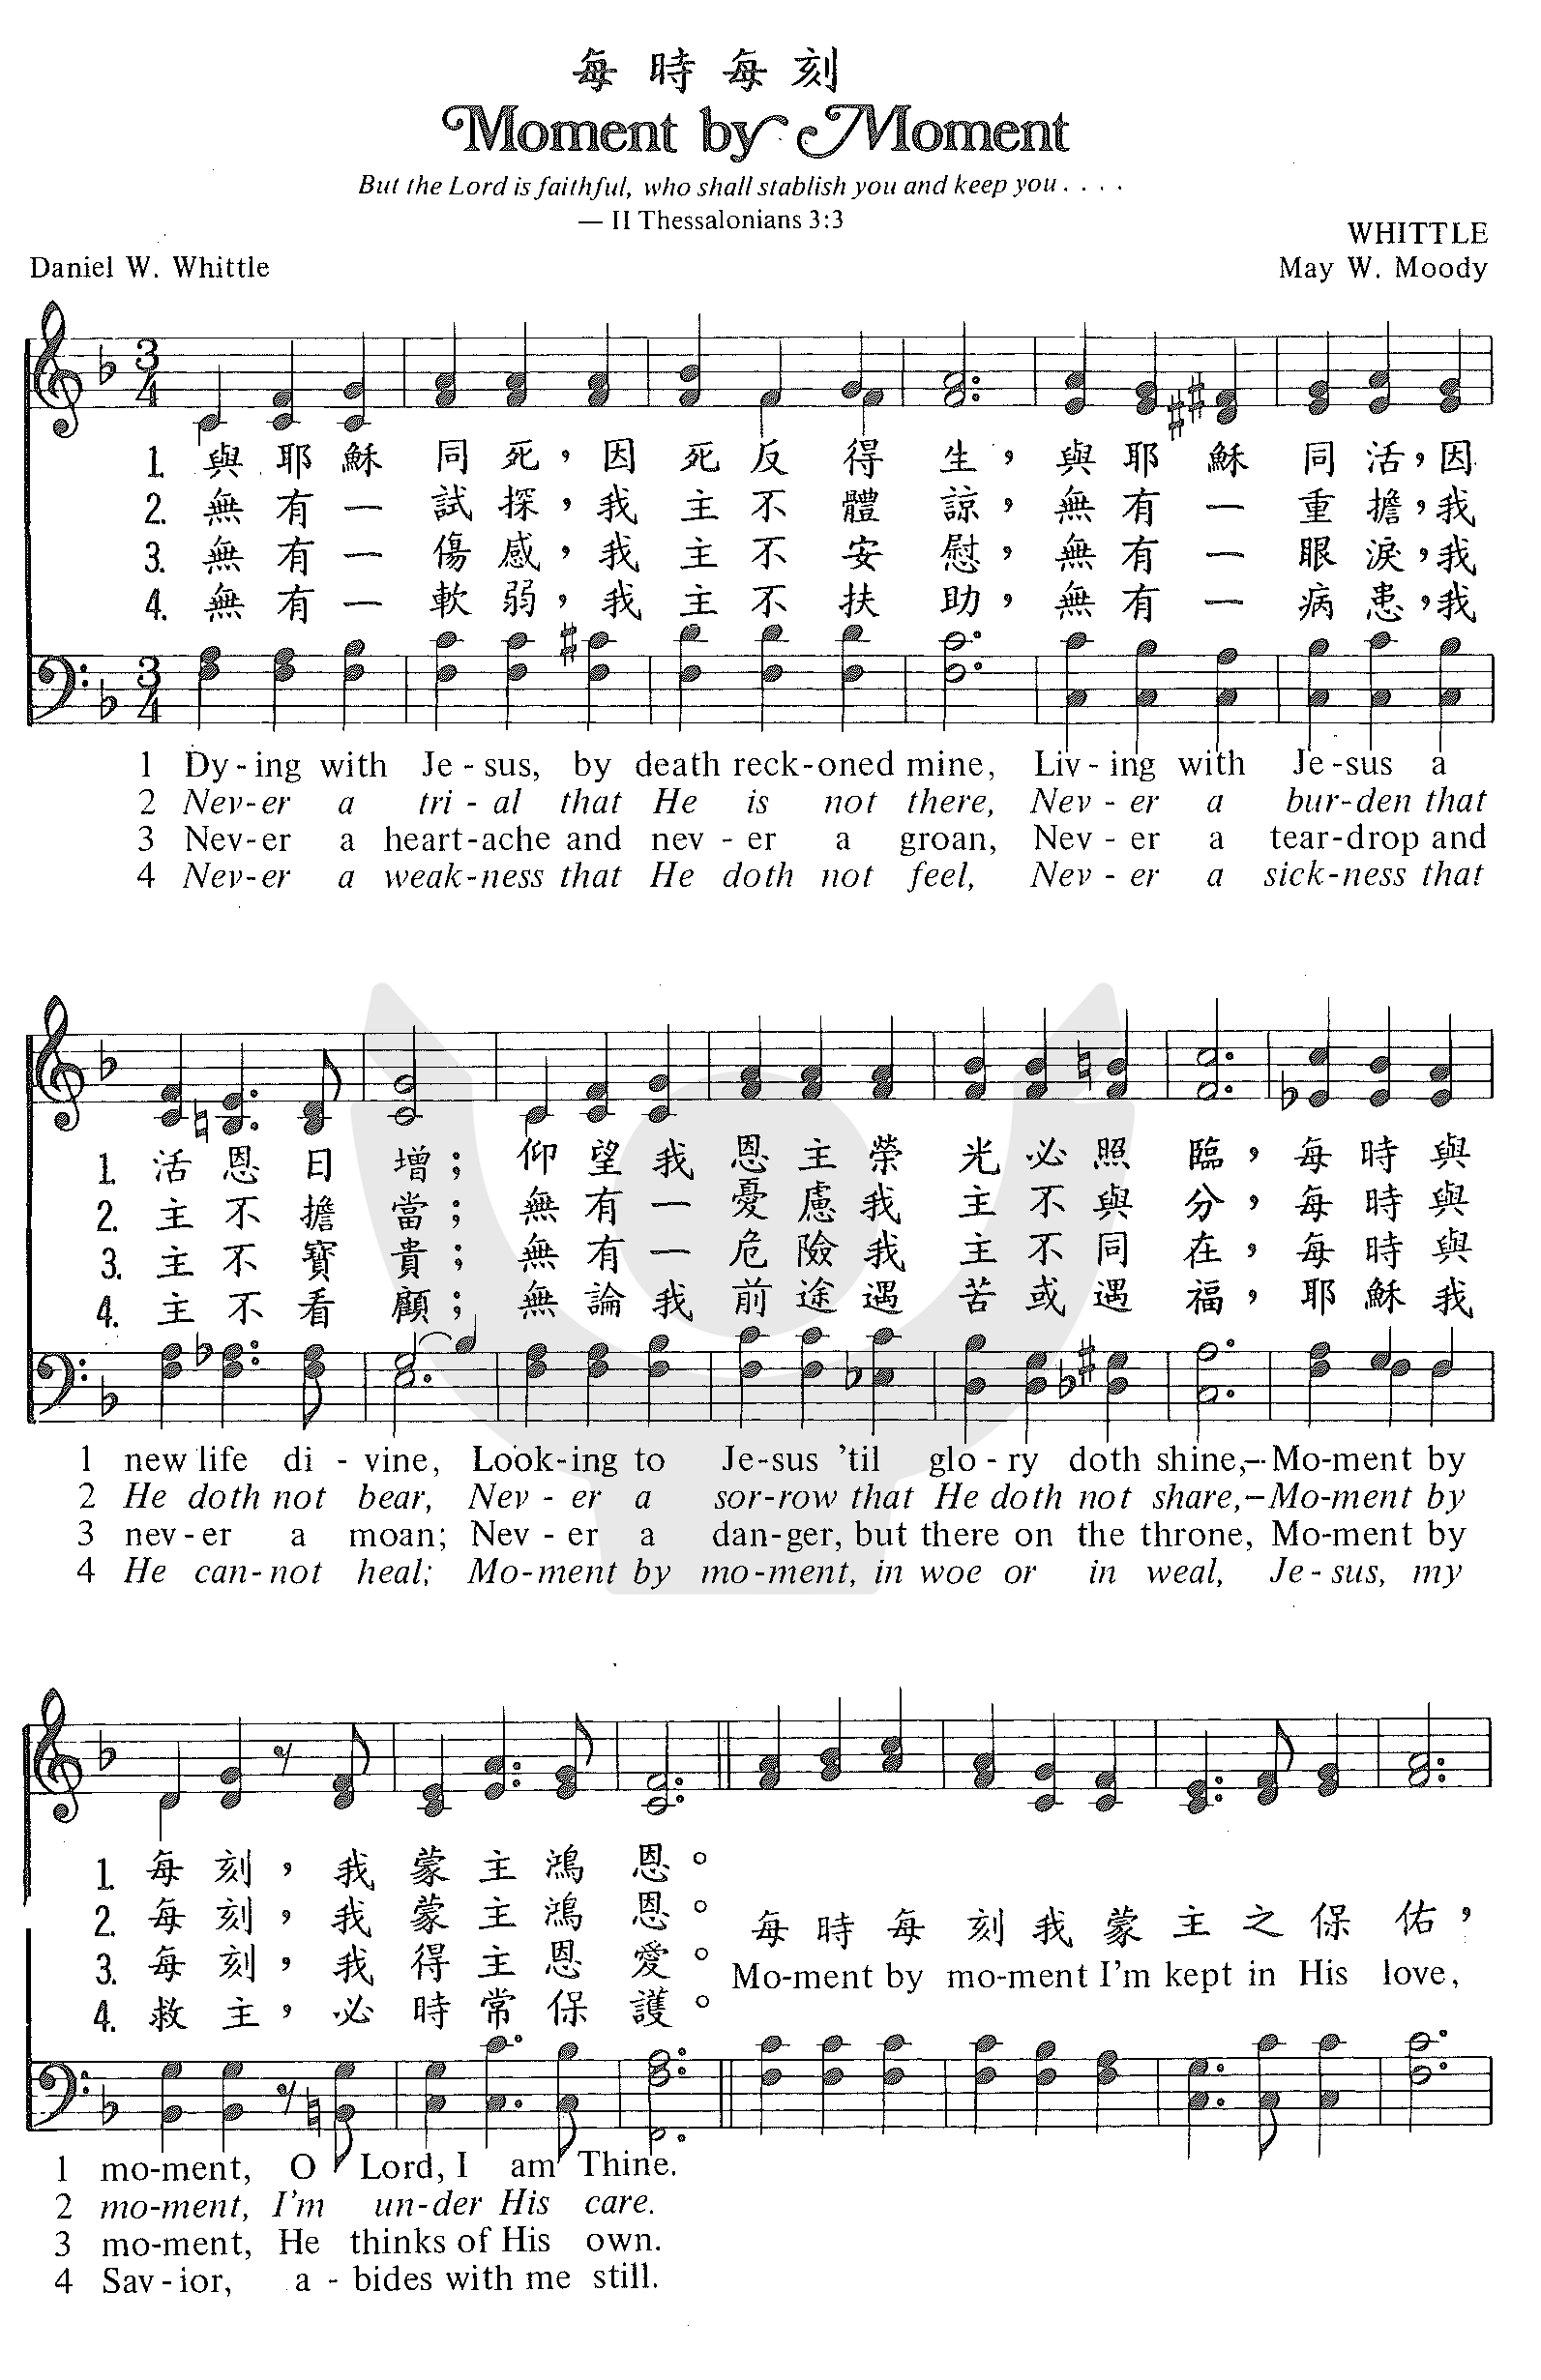 每時每刻
Moment by Moment
But the Lord is faithful, who shall stablish you and keep you . . . .
— II Thessalonians 3:3
WHITTLE
Daniel W. Whittle
May W. Moody
1. 與耶穌同死，因死反得生，與耶穌同活，因
2. 無有一試探，我主不體諒，無有一重擔，我
3. 無有一傷感，我主不安慰，無有一眼淚，我
4. 無有一軟弱，我主不扶助，無有一病患，我
1 Dy-ing with Je-sus, by death reck-oned mine, Liv-ing with Je-sus a
2 Nev-er a tri-al that He is not there, Nev-er a bur-den that
3 Nev-er a heart-ache and nev-er a groan, Nev-er a tear-drop and
4 Nev-er a weak-ness that He doth not feel, Nev-er a sick-ness that
1. 活恩日增；仰望我恩主榮光必照臨，每時與
2. 主不擔當；無有一憂慮我主不與分，每時與
3. 主不寶貴；無有一危險我主不同在，每時與
4. 主不看顧；無論我前途遇苦或遇福，耶穌我
1 new life di-vine, Look-ing to Je-sus 'til glo-ry doth shine,— Mo-ment by
2 He doth not bear, Nev-er a sor-row that He doth not share,— Mo-ment by
3 nev-er a moan; Nev-er a dan-ger, but there on the throne, Mo-ment by
4 He can-not heal; Mo-ment by mo-ment, in woe or in weal, Je-sus, my
1. 每刻，我蒙主鴻恩。
2. 每刻，我蒙主鴻恩。
3. 每刻，我得主恩愛。
4. 救主，必時常保護。
每時每刻我蒙主之保佑，
Mo-ment by mo-ment I'm kept in His love,
1 mo-ment, O Lord, I am Thine.
2 mo-ment, I'm un-der His care.
3 mo-ment, He thinks of His own.
4 Sav-ior, a-bides with me still.